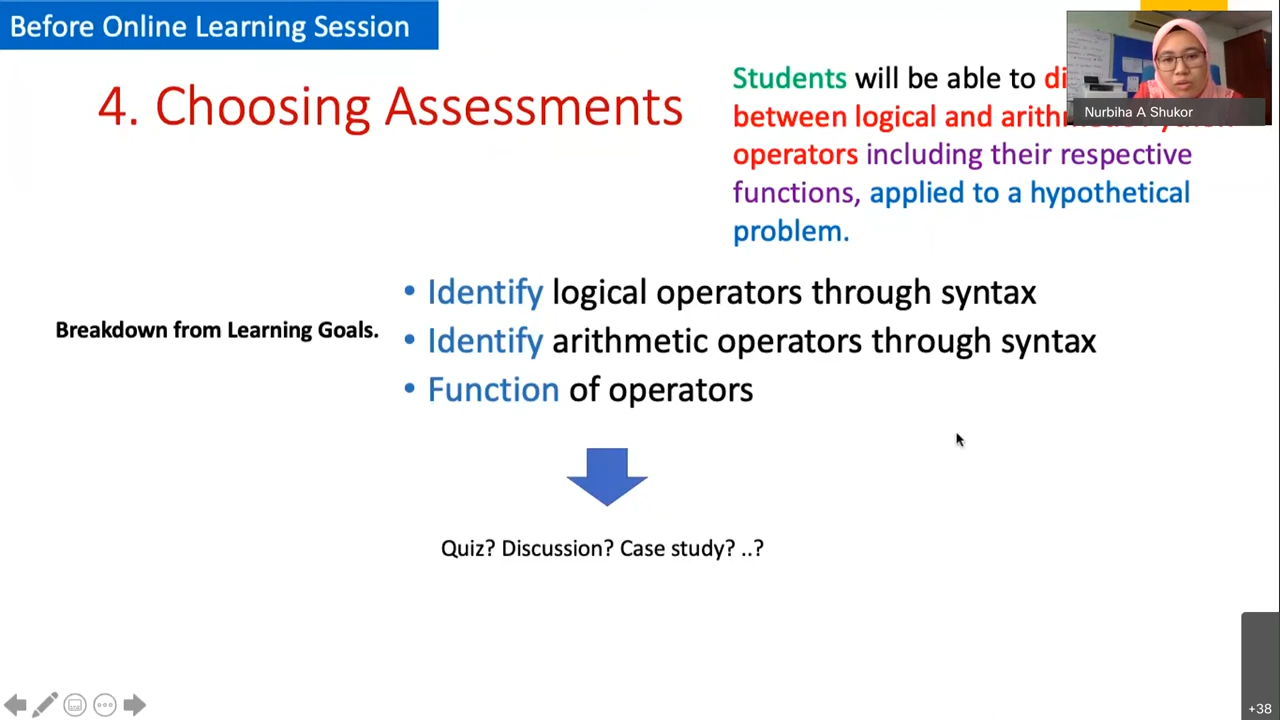 Before Online Learning Session
4. Choosing Assessments
Students will be able to
between logical and
operators including their respective
functions, applied to a hypothetical
problem.
Nurbiha A Shukor
Breakdown from Learning Goals.
• Identify logical operators through syntax
• Identify arithmetic operators through syntax
• Function of operators
Quiz? Discussion? Case study? ..?
+38